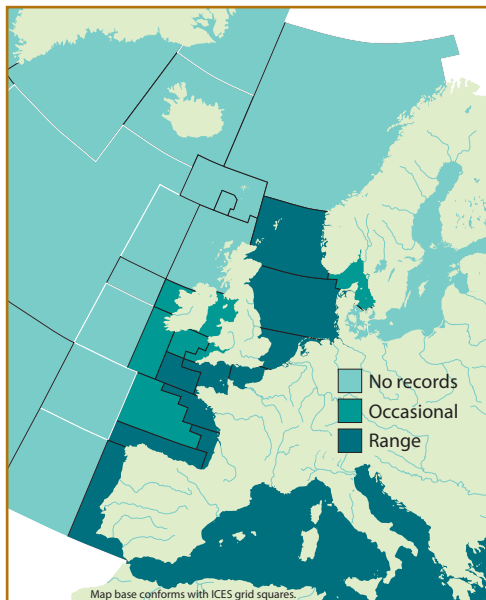 No records
Occasional
Range
Map base conforms with ICES grid squares.